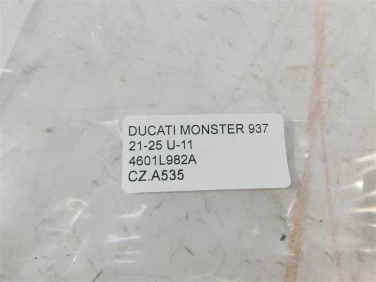 DUCATI MONSTER 937
21-25 U-11
4601L982A
CZ.A535